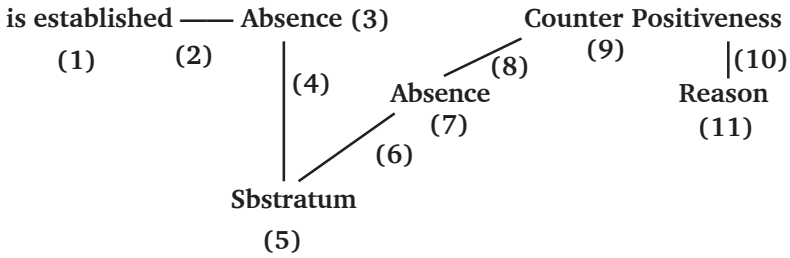 is established Absence (3) Counter Positiveness
(1) (2) (4) (8) (9) (10)
Absence Reason
(7) (11)
(6)
Sbstratum
(5)